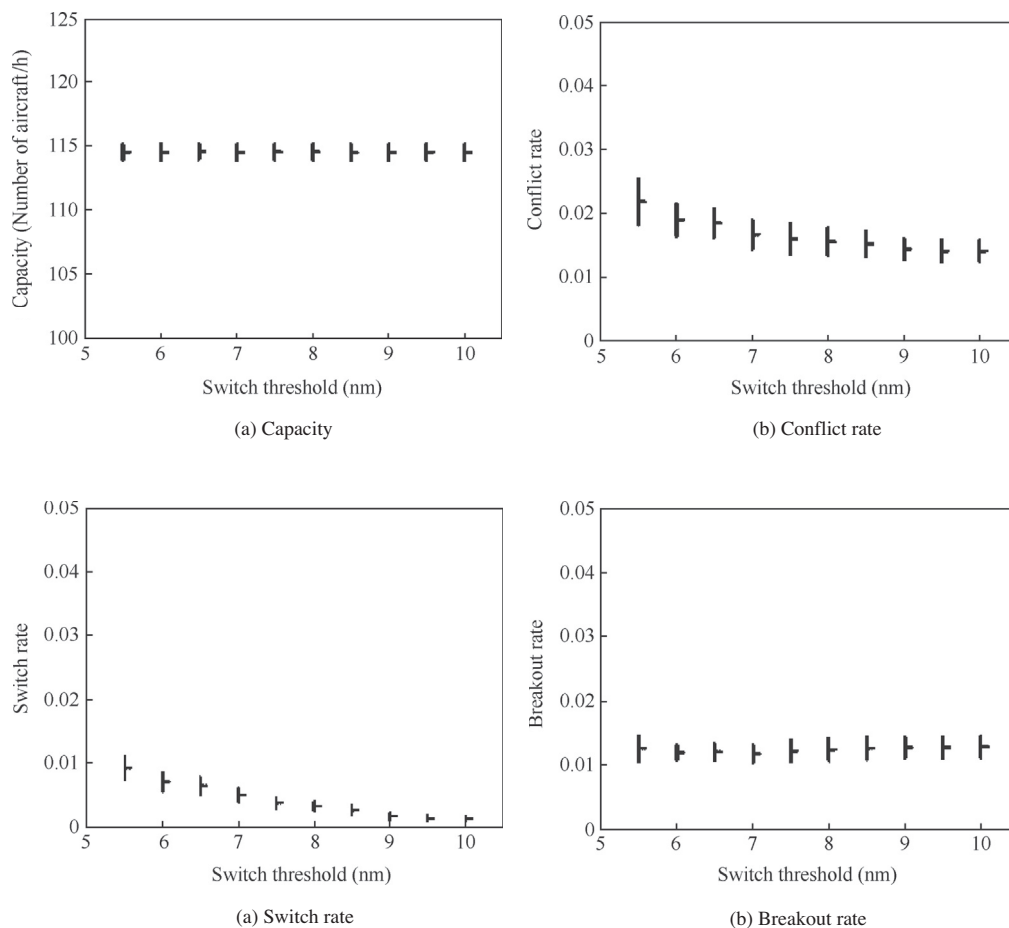 125
120
115
110
105
100
Capacity (Number of aircraft/h)
5 6 7 8 9 10
Switch threshold (nm)
(a) Capacity
0.05
0.04
0.03
0.02
0.01
0
Conflict rate
5 6 7 8 9 10
Switch threshold (nm)
(b) Conflict rate
0.05
0.04
0.03
0.02
0.01
0
Switch rate
5 6 7 8 9 10
Switch threshold (nm)
(a) Switch rate
0.05
0.04
0.03
0.02
0.01
0
Breakout rate
5 6 7 8 9 10
Switch threshold (nm)
(b) Breakout rate